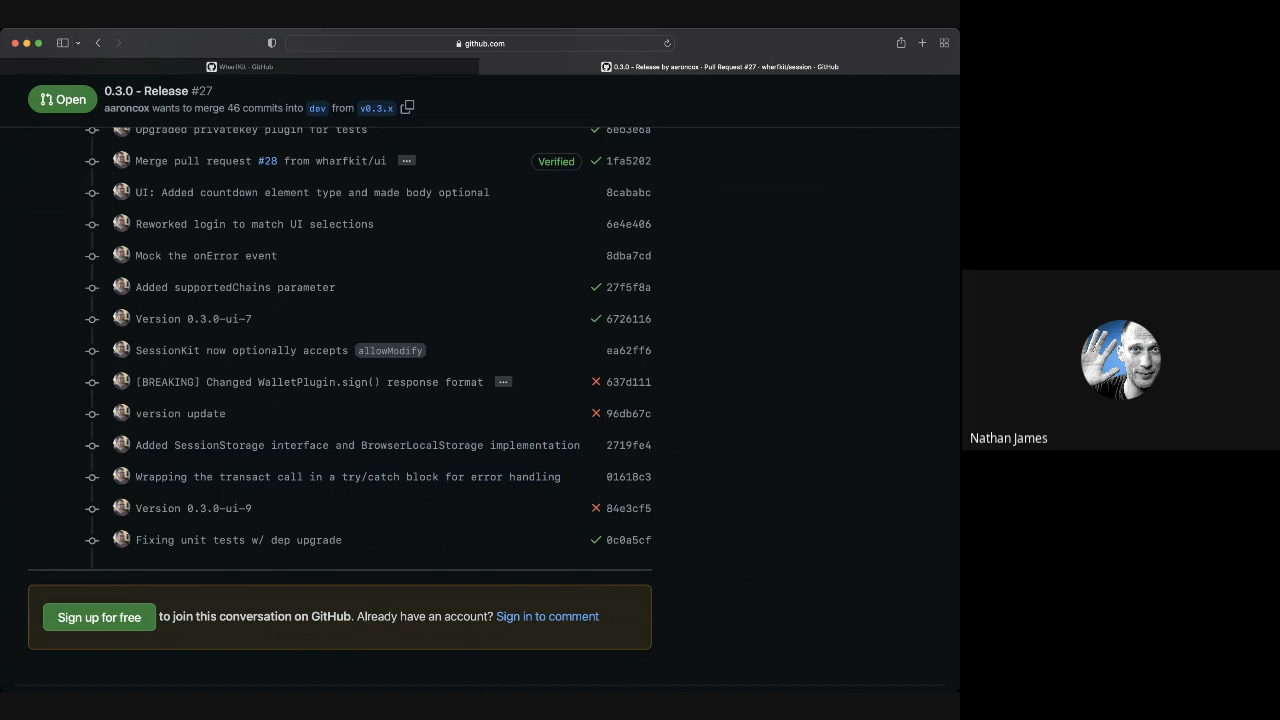 github.com
WharfKit · GitHub
0.3.0 - Release by aaroncox · Pull Request #27 · wharfkit/session · GitHub
Open
0.3.0 - Release #27
aaroncox wants to merge 46 commits into dev from v0.3.x
Upgraded privatekey plugin for tests 6eb3e6a
Merge pull request #28 from wharfkit/ui ... Verified 1fa5202
UI: Added countdown element type and made body optional 8cababc
Reworked login to match UI selections 6e4e406
Mock the onError event 8dba7cd
Added supportedChains parameter 27f5f8a
Version 0.3.0-ui-7 6726116
SessionKit now optionally accepts allowModify ea62ff6
[BREAKING] Changed WalletPlugin.sign() response format ... 637d111
version update 96db67c
Added SessionStorage interface and BrowserLocalStorage implementation 2719fe4
Wrapping the transact call in a try/catch block for error handling 01618c3
Version 0.3.0-ui-9 84e3cf5
Fixing unit tests w/ dep upgrade 0c0a5cf
Sign up for free to join this conversation on GitHub. Already have an account? Sign in to comment
Nathan James